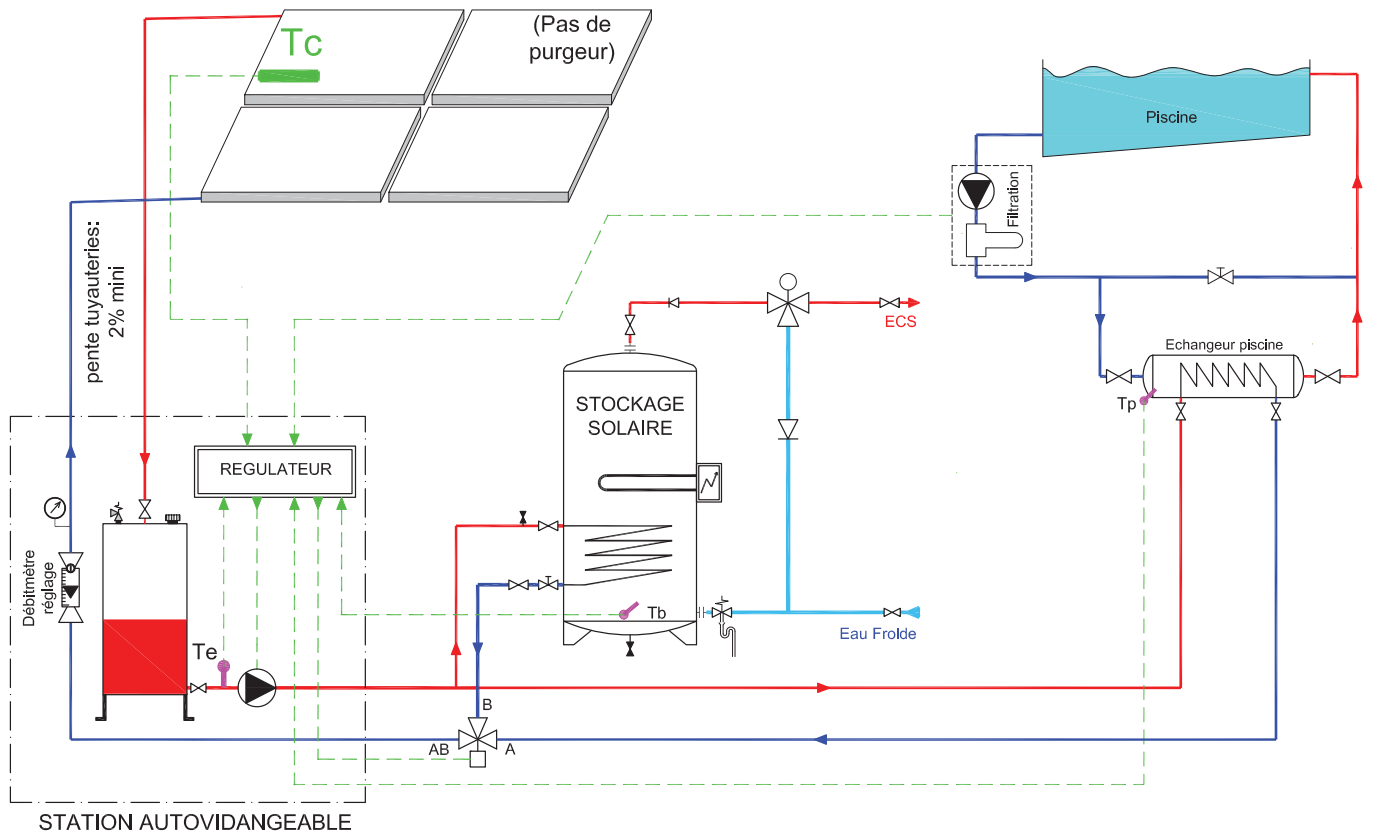 Tc
(Pas de
purgeur)
Piscine
Filtration
pente tuyauteries:
2% mini
ECS
Echangeur piscine
Tp
STOCKAGE
SOLAIRE
REGULATEUR
Débitmètre
réglage
Te
Tb
Eau Froide
B
AB
A
STATION AUTOVIDANGEABLE